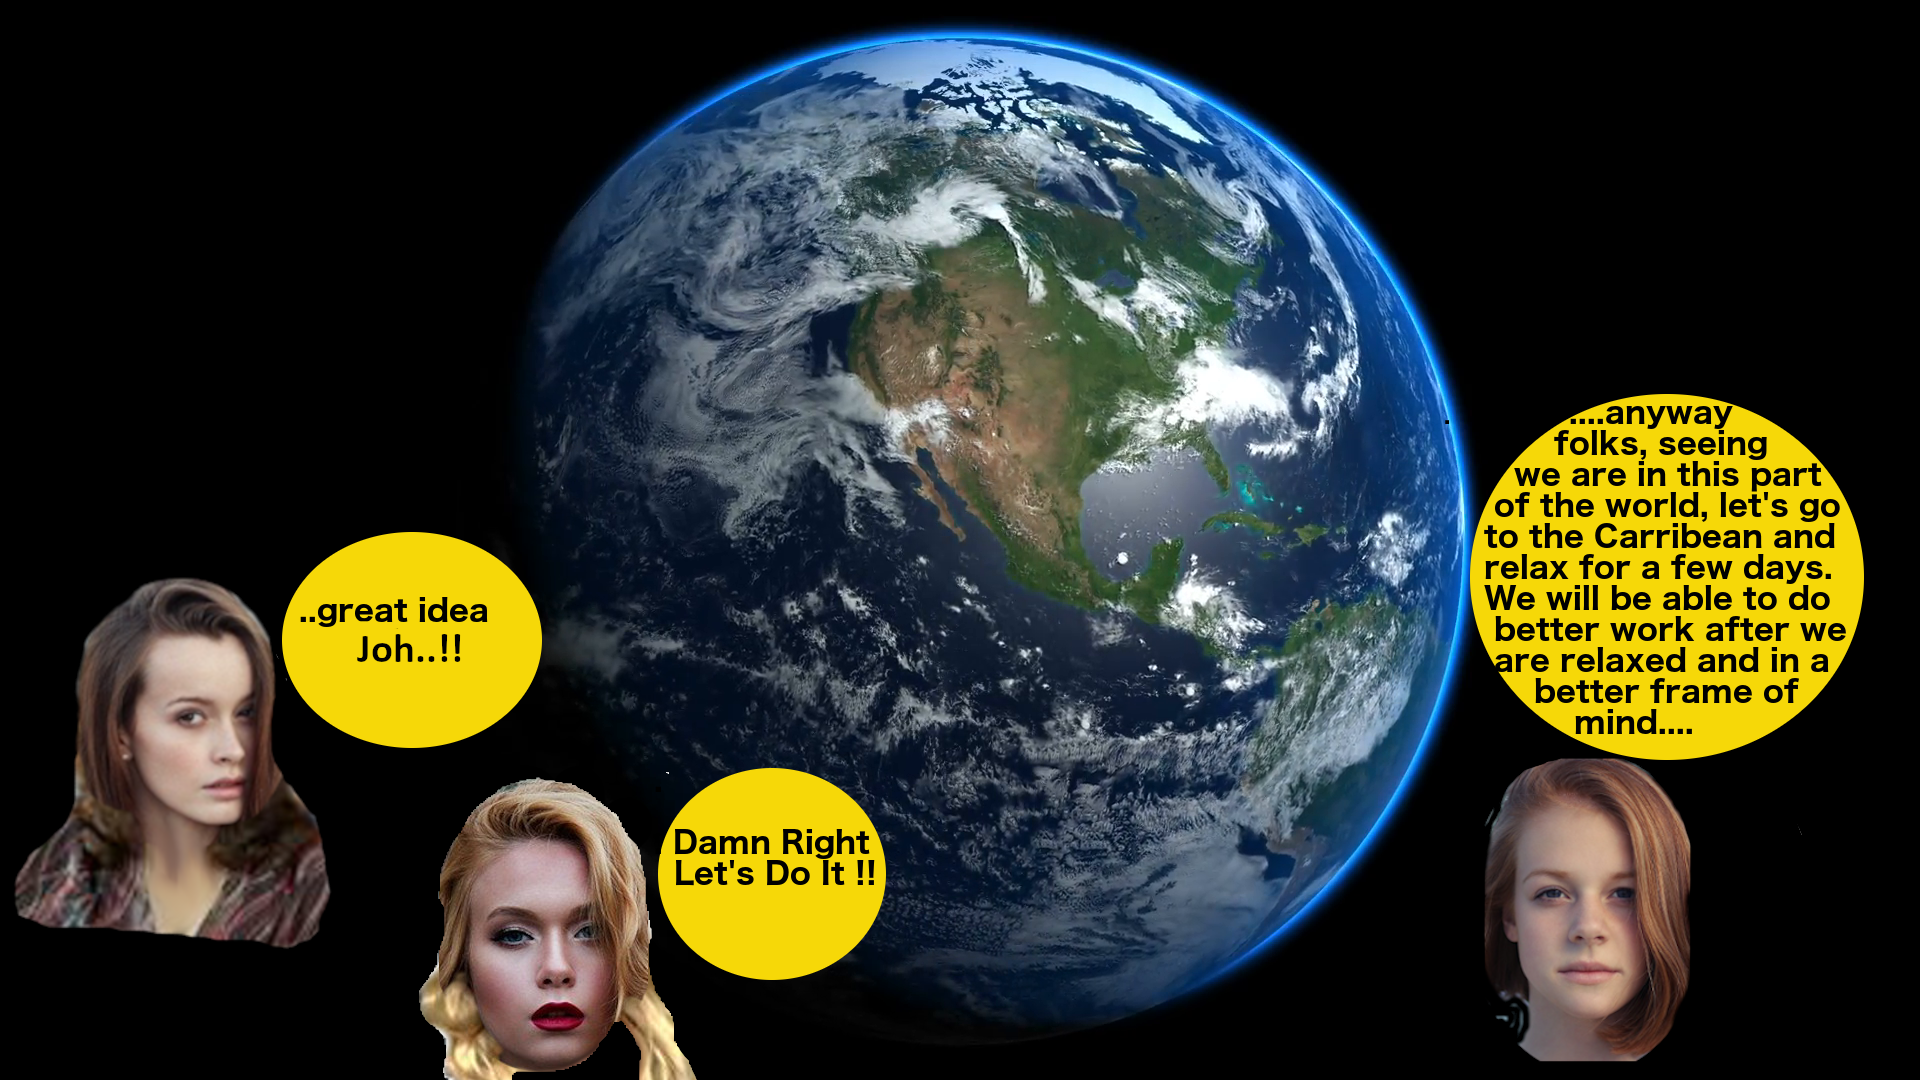 ....anyway
folks, seeing
we are in this part
of the world, let's go
to the Carribean and
relax for a few days.
We will be able to do
better work after we
are relaxed and in a
better frame of
mind....
..great idea
Joh..!!
Damn Right
Let's Do It !!